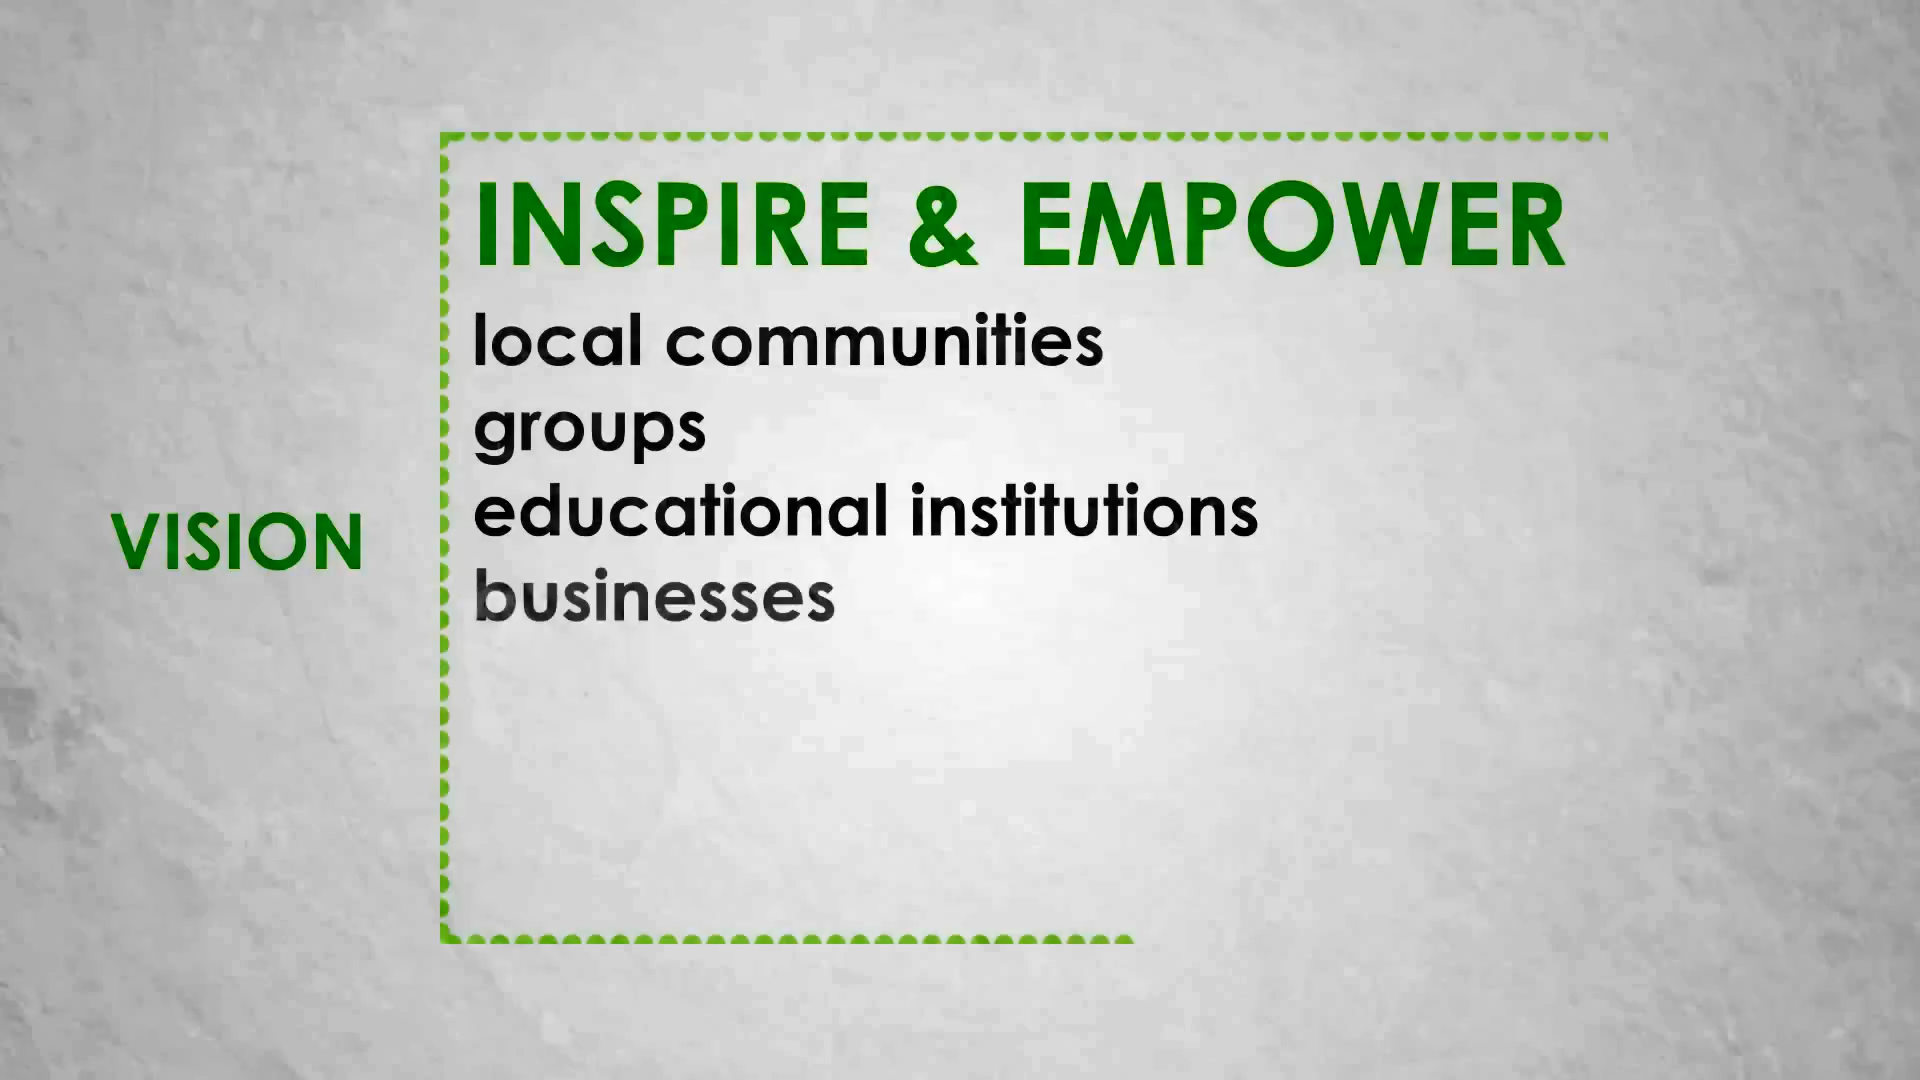 VISION
INSPIRE & EMPOWER
local communities
groups
educational institutions
businesses